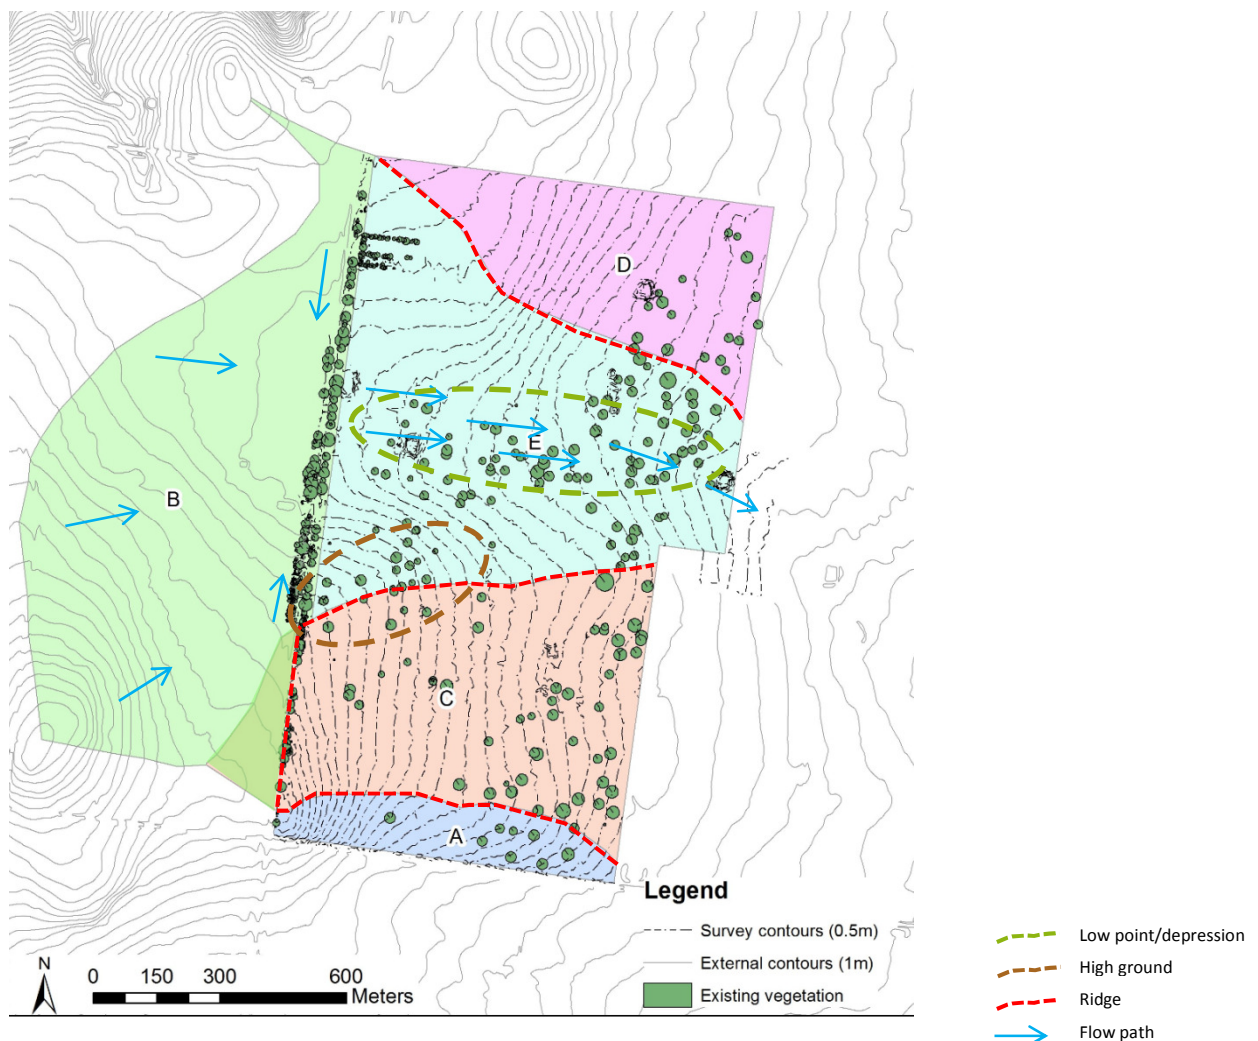 D
B
E
C
A
Legend
Survey contours (0.5m)
External contours (1m)
Existing vegetation
N
0 150 300 600
Meters
Low point/depression
High ground
Ridge
Flow path